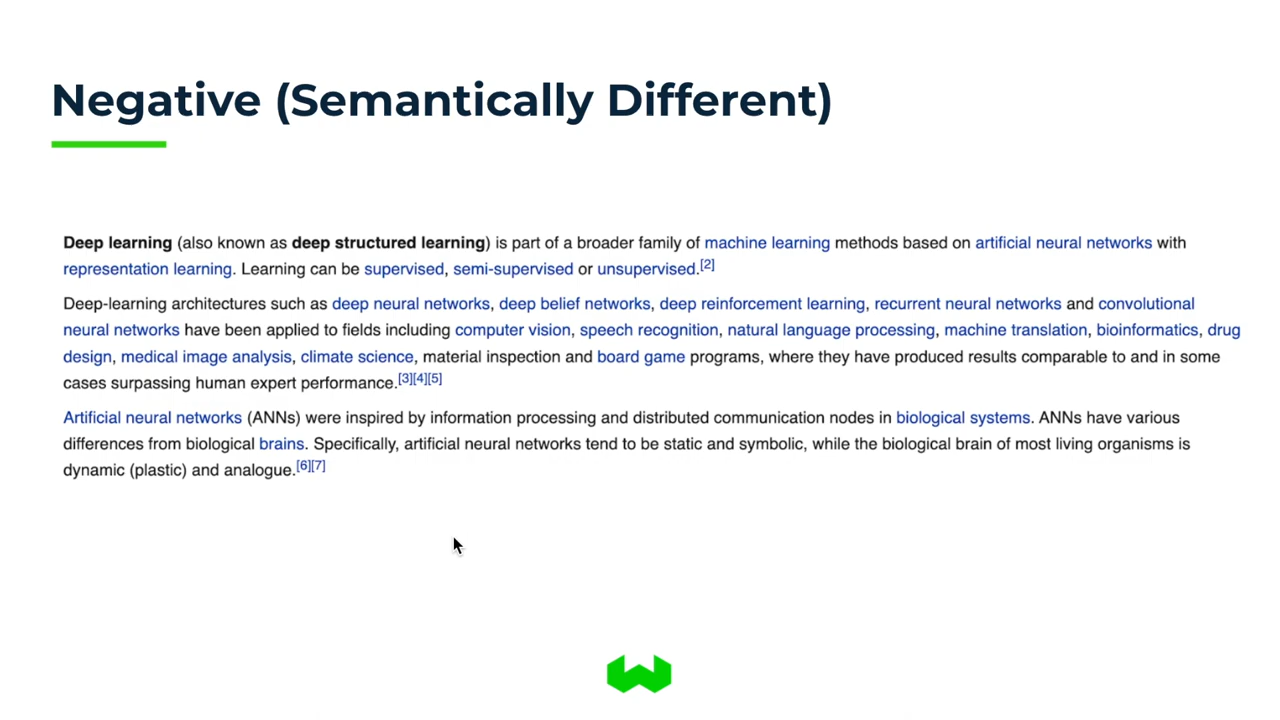 Negative (Semantically Different)
Deep learning (also known as deep structured learning) is part of a broader family of machine learning methods based on artificial neural networks with
representation learning. Learning can be supervised, semi-supervised or unsupervised.[2]
Deep-learning architectures such as deep neural networks, deep belief networks, deep reinforcement learning, recurrent neural networks and convolutional
neural networks have been applied to fields including computer vision, speech recognition, natural language processing, machine translation, bioinformatics, drug
design, medical image analysis, climate science, material inspection and board game programs, where they have produced results comparable to and in some
cases surpassing human expert performance.[3][4][5]
Artificial neural networks (ANNs) were inspired by information processing and distributed communication nodes in biological systems. ANNs have various
differences from biological brains. Specifically, artificial neural networks tend to be static and symbolic, while the biological brain of most living organisms is
dynamic (plastic) and analogue.[6][7]